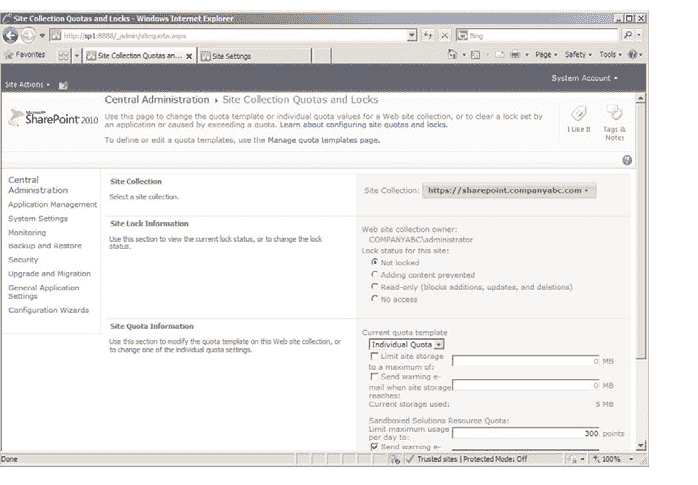 Site Collection Quotas and Locks - Windows Internet Explorer
http://sp1:8888/_admin/sitequota.aspx
Bing
Favorites
Site Collection Quotas an...
Site Settings
Page
Safety
Tools
Site Actions
System Account
Microsoft
SharePoint 2010
Central Administration
Site Collection Quotas and Locks
Use this page to change the quota template or individual quota values for a Web site collection, or to clear a lock set by
an application or caused by exceeding a quota. Learn about configuring site quotas and locks.
To define or edit a quota templates, use the Manage quota templates page.
I Like It
Tags &
Notes
Central
Administration
Application Management
System Settings
Monitoring
Backup and Restore
Security
Upgrade and Migration
General Application
Settings
Configuration Wizards
Site Collection
Select a site collection.
Site Collection: https://sharepoint.companyabc.com
Site Lock Information
Use this section to view the current lock status, or to change the lock
status.
Web site collection owner:
COMPANYABC\administrator
Lock status for this site:
Not locked
Adding content prevented
Read-only (blocks additions, updates, and deletions)
No access
Site Quota Information
Use this section to modify the quota template on this Web site collection, or
to change one of the individual quota settings.
Current quota template
Individual Quota
Limit site storage
to a maximum of:
0 MB
Send warning e-
mail when site storage
reaches:
0 MB
Current storage used:
5 MB
Sandboxed Solutions Resource Quota:
Limit maximum usage
per day to:
300 points
Send warning e-
Done
Trusted sites | Protected Mode: Off
100%